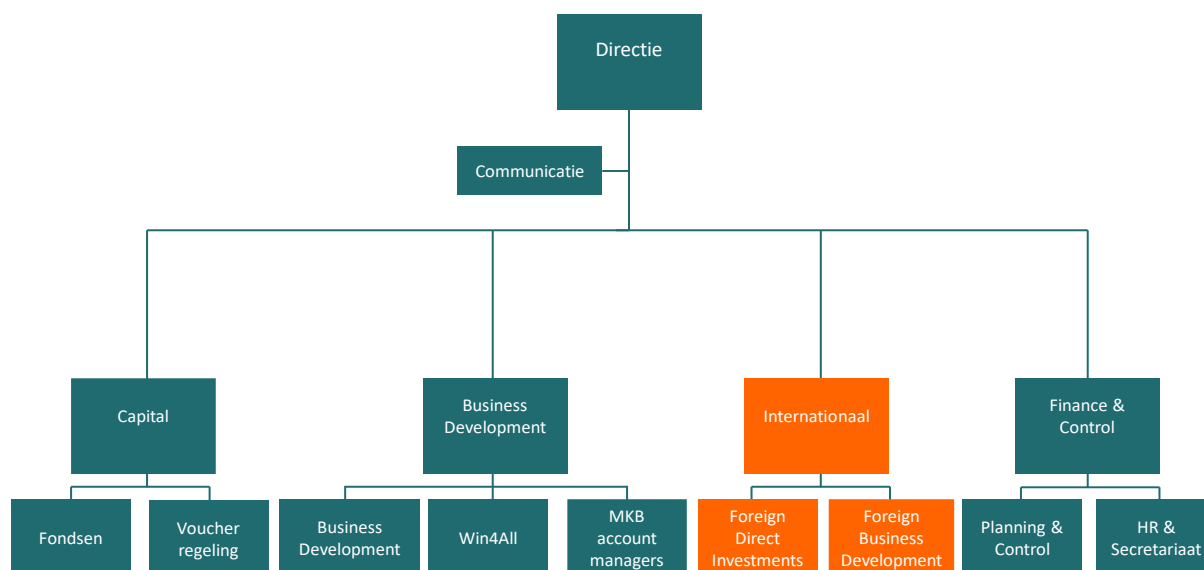 Directie
Communicatie
Capital
Business
Development
Internationaal
Finance &
Control
Fondsen
Voucher
regeling
Business
Development
Win4All
MKB
account
managers
Foreign
Direct
Investments
Foreign
Business
Development
Planning &
Control
HR &
Secretariaat